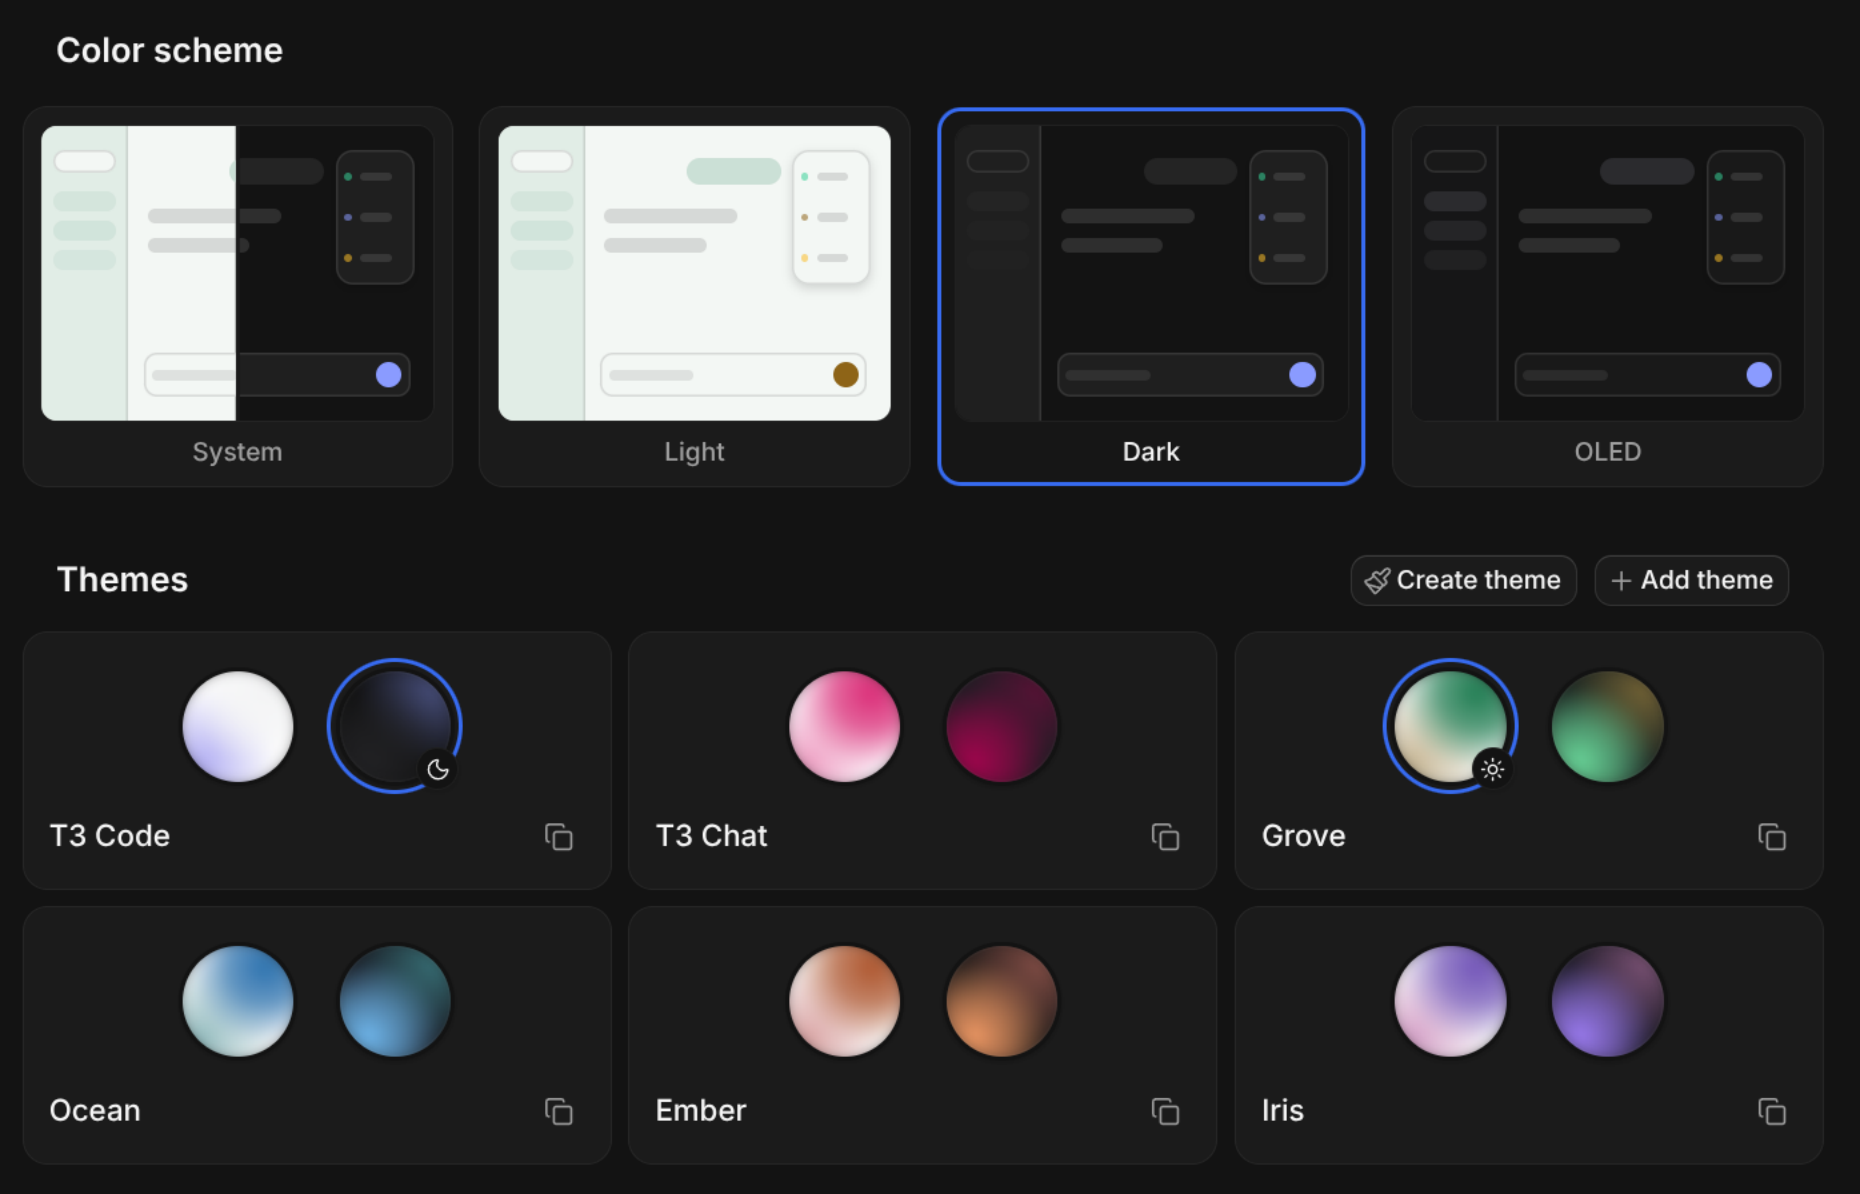 Color scheme
System
Light
Dark
OLED
Themes
Create theme
Add theme
T3 Code
T3 Chat
Grove
Ocean
Ember
Iris